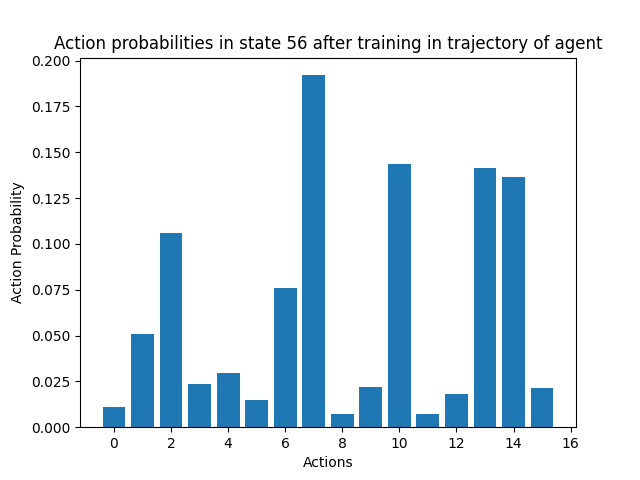 Action probabilities in state 56 after training in trajectory of agent
0.200
0.175
0.150
0.125
0.100
0.075
0.050
0.025
0.000
Action Probability
0 2 4 6 8 10 12 14 16
Actions